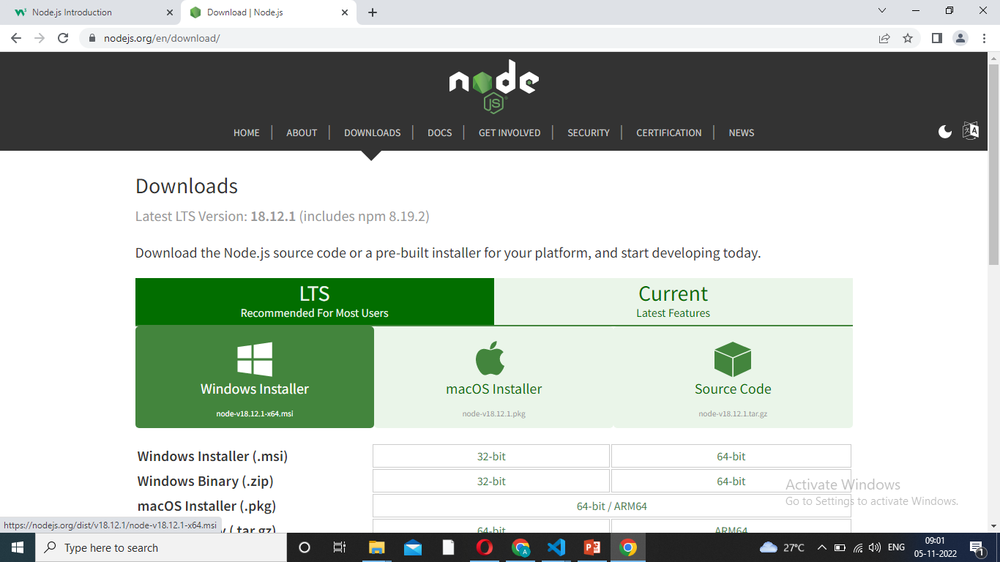 Node.js Introduction
Download | Node.js
nodejs.org/en/download/
node
JS
HOME ABOUT DOWNLOADS DOCS GET INVOLVED SECURITY CERTIFICATION NEWS
Downloads
Latest LTS Version: 18.12.1 (includes npm 8.19.2)
Download the Node.js source code or a pre-built installer for your platform, and start developing today.
LTS
Recommended For Most Users
Current
Latest Features
Windows Installer
node-v18.12.1-x64.msi
macOS Installer
node-v18.12.1.pkg
Source Code
node-v18.12.1.tar.gz
Windows Installer (.msi) 32-bit 64-bit
Windows Binary (.zip) 32-bit 64-bit
macOS Installer (.pkg) 64-bit / ARM64
(.tar.gz) 64-bit ARM64
Activate Windows
Go to Settings to activate Windows.
https://nodejs.org/dist/v18.12.1/node-v18.12.1-x64.msi
Type here to search
27°C
ENG
09:01
05-11-2022
1